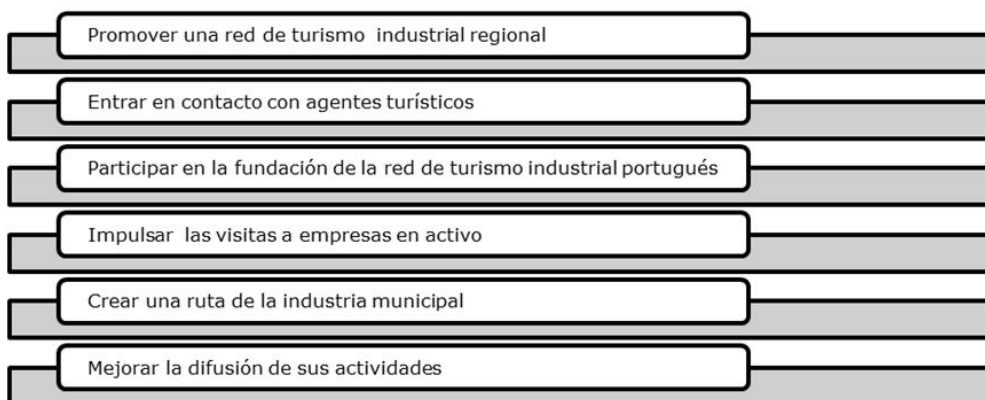 Promover una red de turismo  industrial regional
Entrar en contacto con agentes turísticos
Participar en la fundación de la red de turismo industrial portugués
Impulsar  las visitas a empresas en activo
Crear una ruta de la industria municipal
Mejorar la difusión de sus actividades